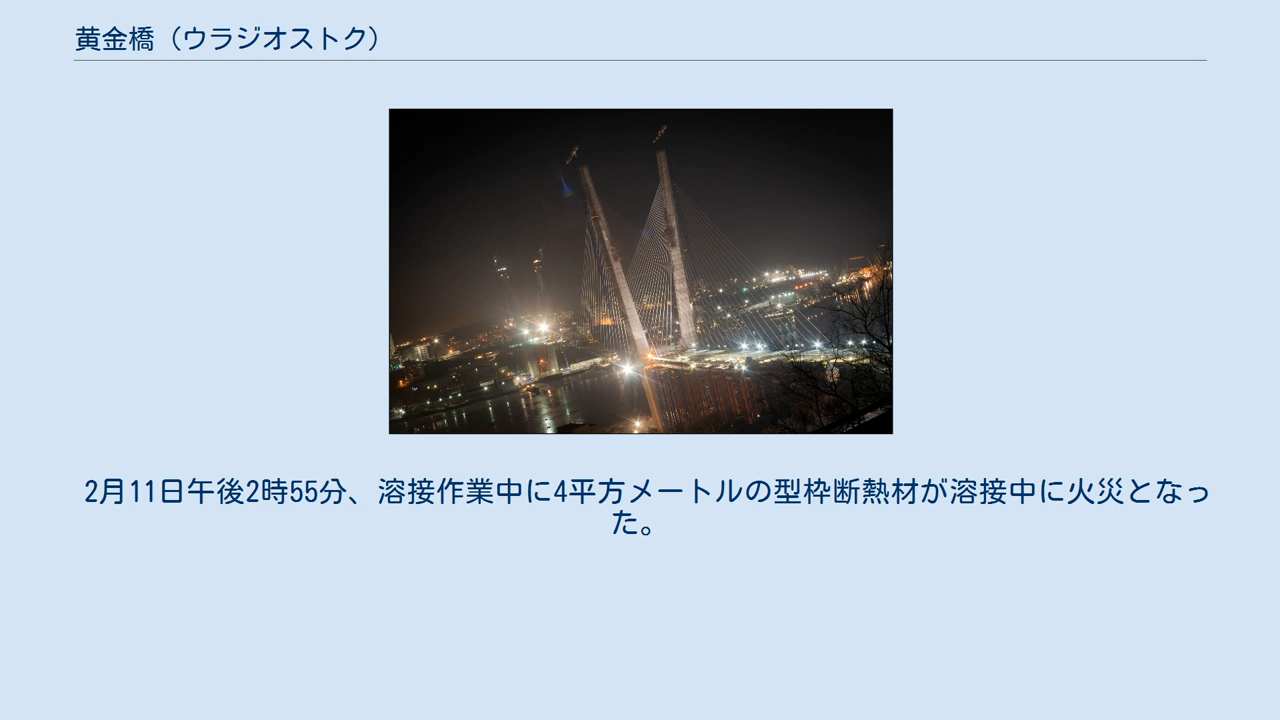 黄金橋（ウラジオストク）
2月11日午後2時55分、溶接作業中に4平方メートルの型枠断熱材が溶接中に火災となっ
た。